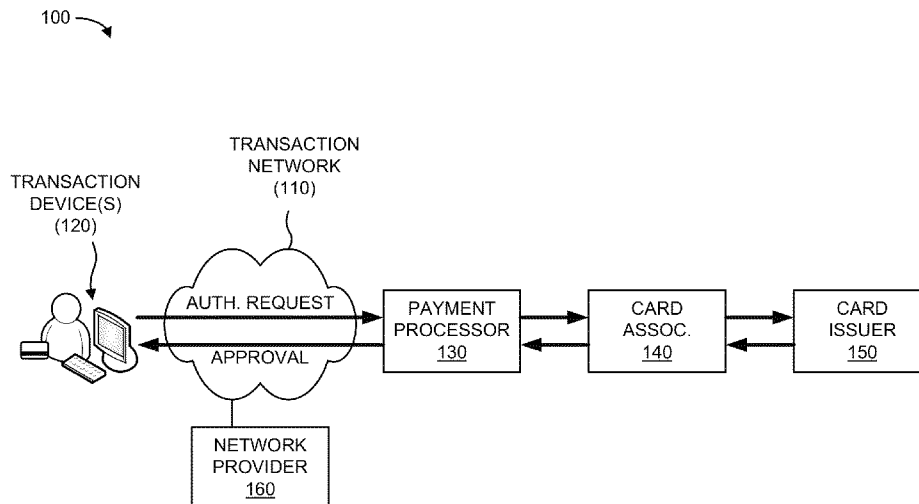 100
TRANSACTION
NETWORK
(110)
TRANSACTION
DEVICE(S)
(120)
AUTH. REQUEST
APPROVAL
PAYMENT
PROCESSOR
130
CARD
ASSOC.
140
CARD
ISSUER
150
NETWORK
PROVIDER
160